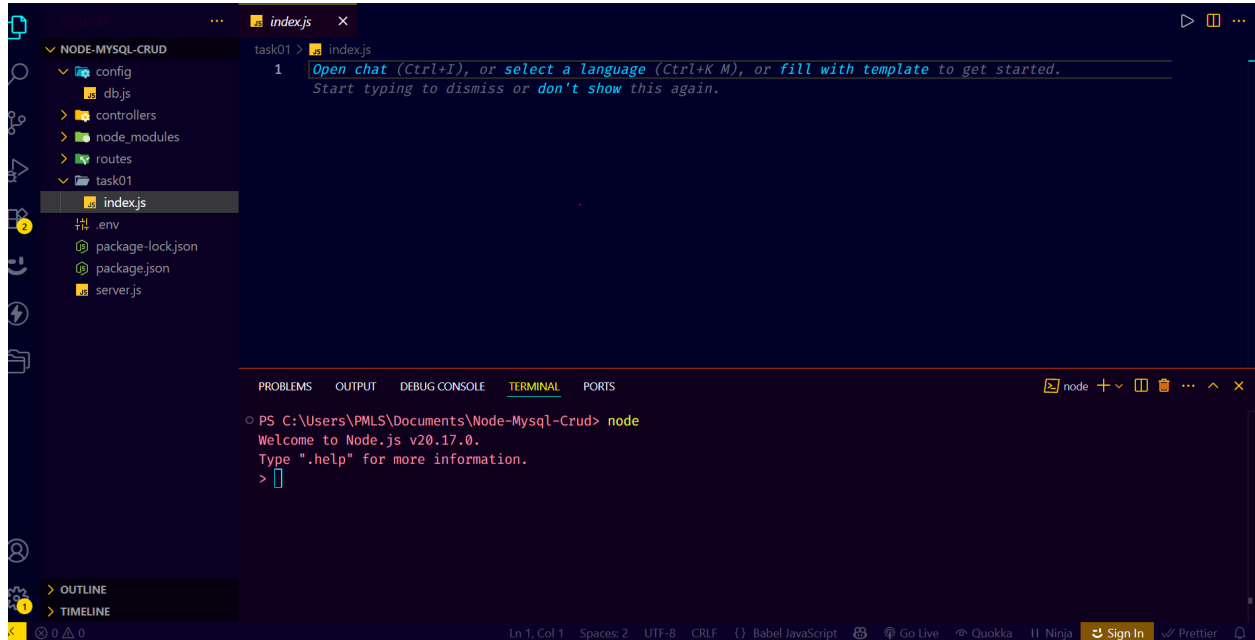 index.js
NODE-MYSQL-CRUD
config
db.js
controllers
node_modules
routes
task01
index.js
.env
package-lock.json
package.json
server.js
OUTLINE
TIMELINE
2
1
task01 > index.js
1 Open chat (Ctrl+I), or select a language (Ctrl+K M), or fill with template to get started.
Start typing to dismiss or don't show this again.
PROBLEMS OUTPUT DEBUG CONSOLE TERMINAL PORTS
node
PS C:\Users\PMLS\Documents\Node-Mysql-Crud> node
Welcome to Node.js v20.17.0.
Type ".help" for more information.
>
0 0 Ln 1, Col 1 Spaces: 2 UTF-8 CRLF {} Babel JavaScript Go Live Quokka Ninja Sign In Prettier